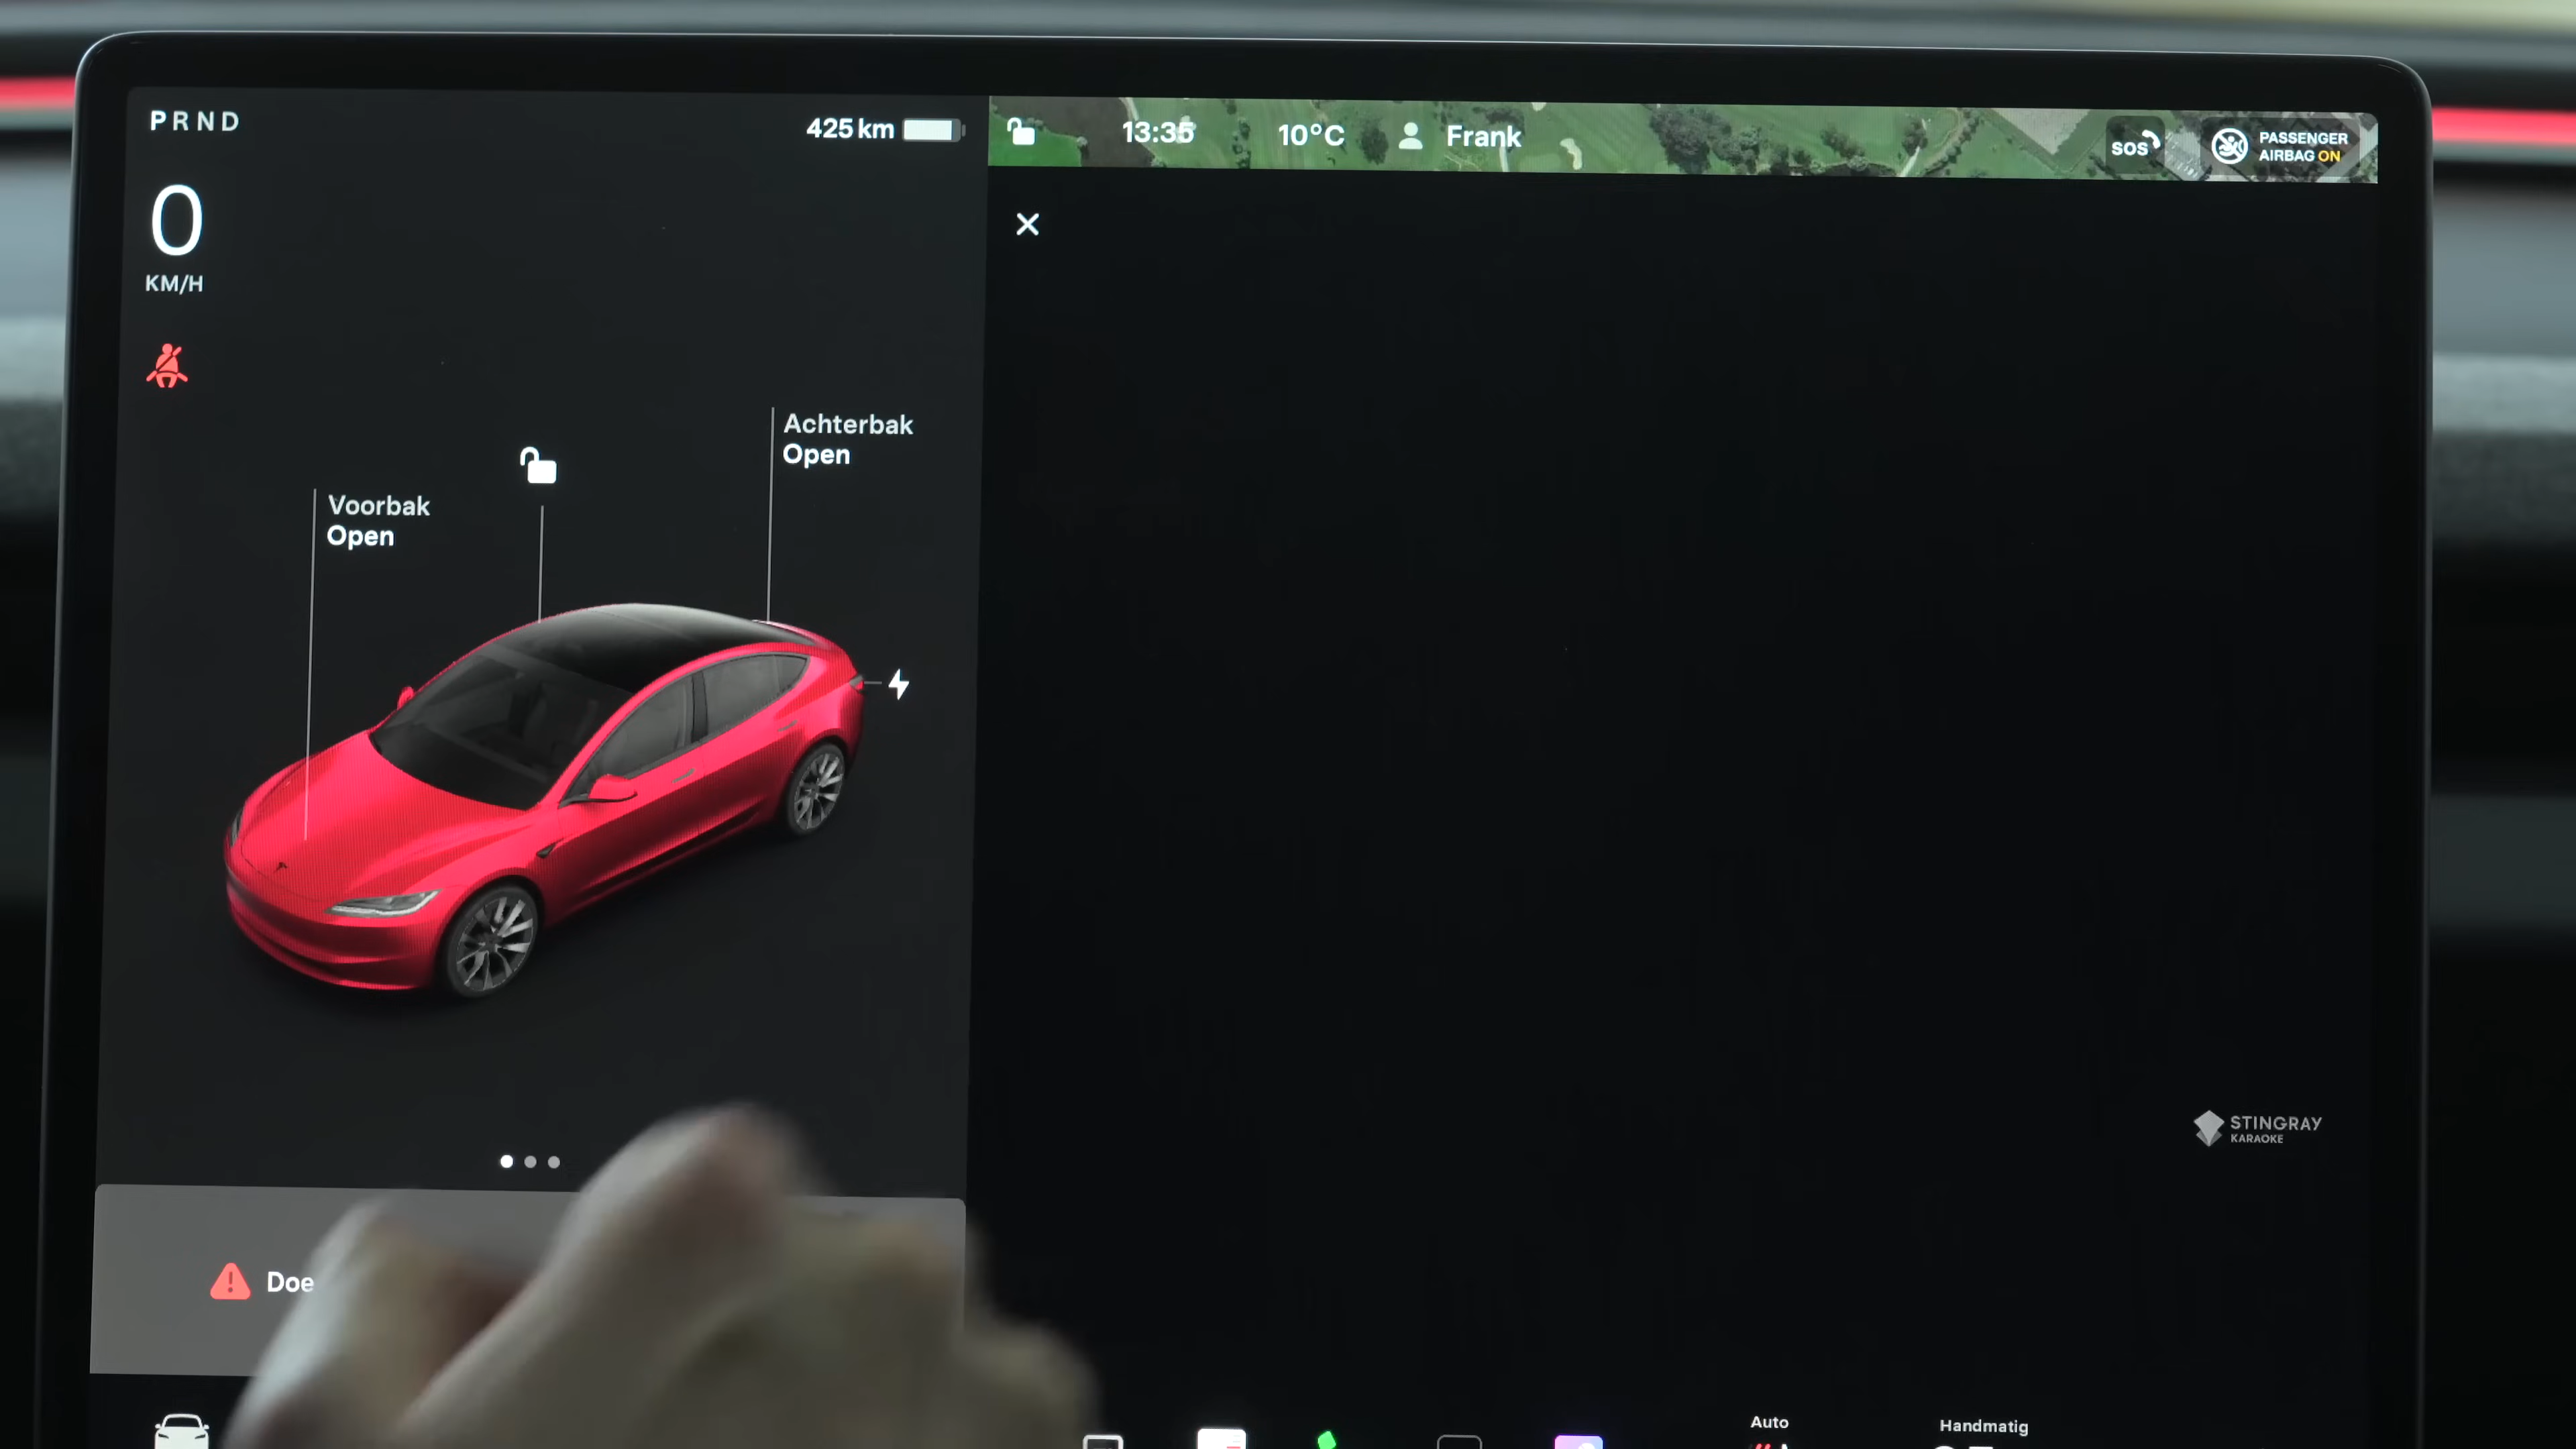 PRND
425 km
0
KM/H
Achterbak
Open
Voorbak
Open
Doe
13:35
10°C
Frank
SOS
PASSENGER
AIRBAG ON
STINGRAY
KARAOKE
Auto
Handmatig